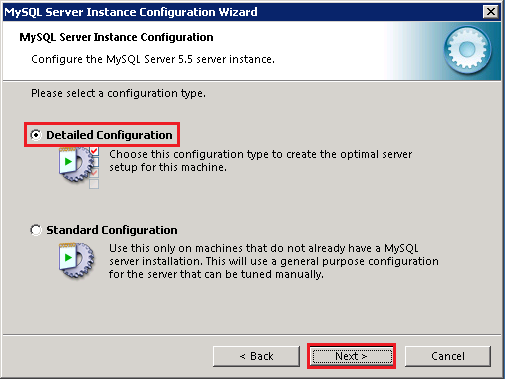 MySQL Server Instance Configuration Wizard
MySQL Server Instance Configuration
Configure the MySQL Server 5.5 server instance.
Please select a configuration type.
Detailed Configuration
Choose this configuration type to create the optimal server
setup for this machine.
Standard Configuration
Use this only on machines that do not already have a MySQL
server installation. This will use a general purpose configuration
for the server that can be tuned manually.
< Back
Next >
Cancel